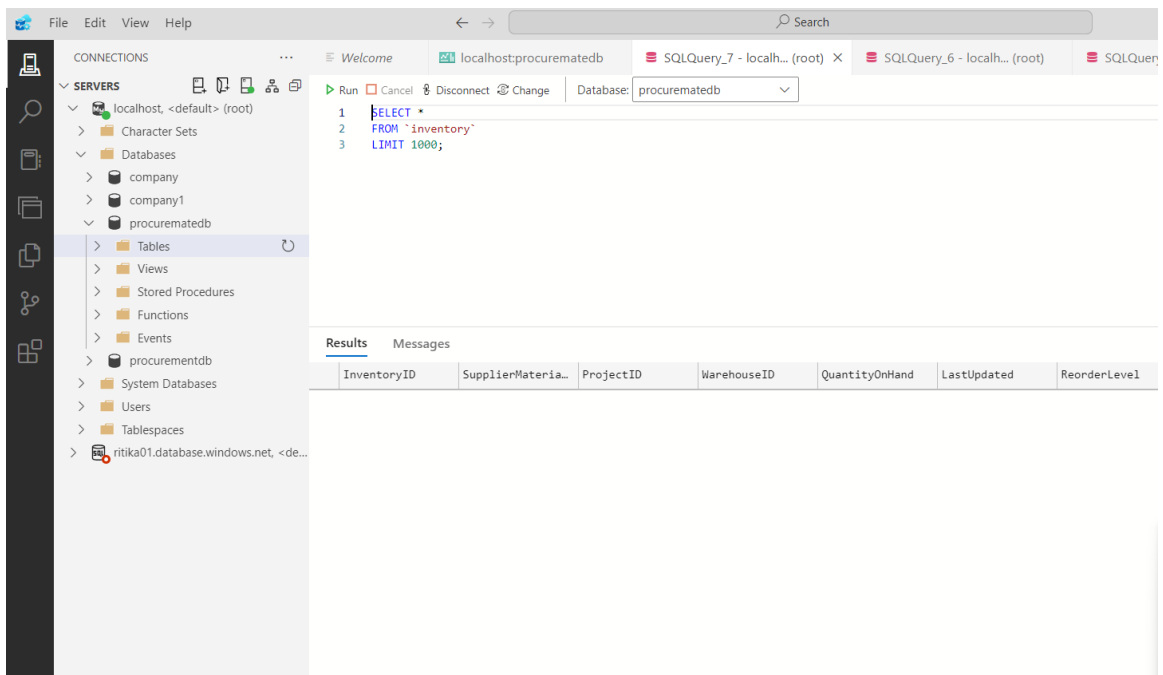 File Edit View Help
Search
CONNECTIONS
SERVERS
localhost, <default> (root)
Character Sets
Databases
company
company1
procurematedb
Tables
Views
Stored Procedures
Functions
Events
procurementdb
System Databases
Users
Tablespaces
ritika01.database.windows.net, <de...
Welcome localhost:procurematedb SQLQuery_7 - localh... (root) SQLQuery_6 - localh... (root) SQLQuery
Run Cancel Disconnect Change Database: procurematedb
1 SELECT *
2 FROM `inventory`
3 LIMIT 1000;
Results Messages
InventoryID SupplierMateria... ProjectID WarehouseID QuantityOnHand LastUpdated ReorderLevel